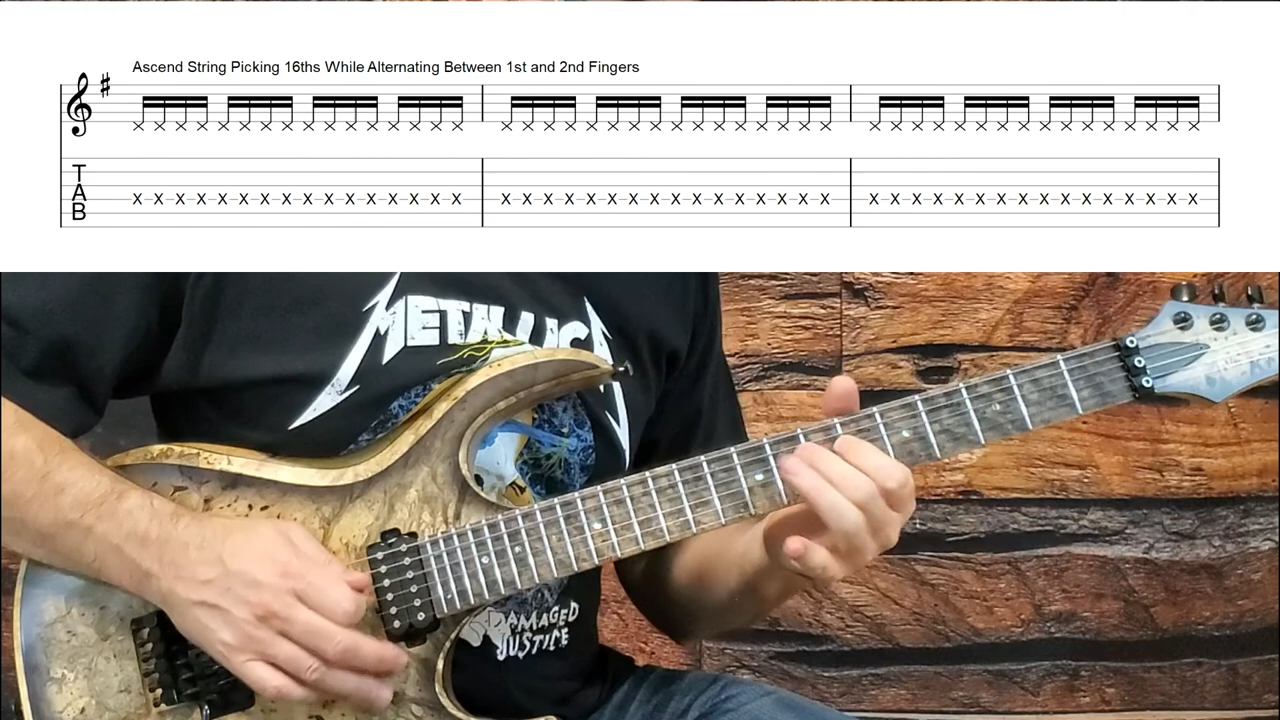 Ascend String Picking 16ths While Alternating Between 1st and 2nd Fingers
T
A
B
X X X X X X X X X X X X X X X X X X X X X X X X X X X X X X X X X X X X X X X X X X X X X X X X
METALLICA
DAMAGED
JUSTICE